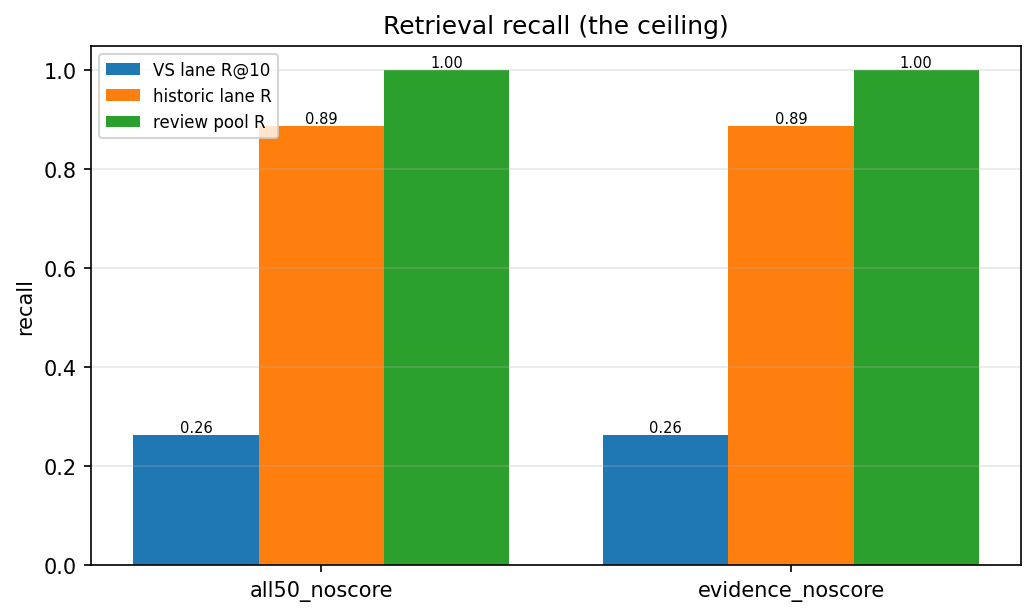 Retrieval recall (the ceiling)
VS lane R@10
historic lane R
review pool R
recall
1.0
0.8
0.6
0.4
0.2
0.0
0.26
0.89
1.00
0.26
0.89
1.00
all50_noscore
evidence_noscore